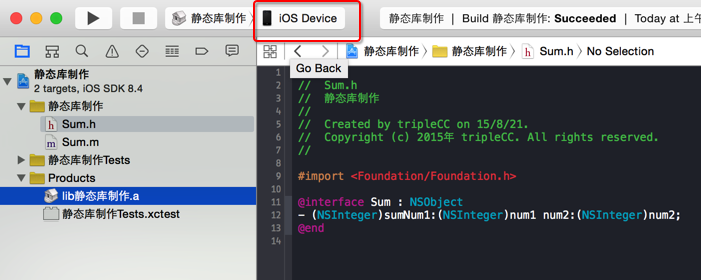 静态库制作
iOS Device
静态库制作 | Build 静态库制作: Succeeded | Today at 上午
静态库制作
静态库制作
Sum.h
No Selection
Go Back
静态库制作
2 targets, iOS SDK 8.4
静态库制作
Sum.h
Sum.m
静态库制作Tests
Products
lib静态库制作.a
静态库制作Tests.xctest
1
2 // Sum.h
3 // 静态库制作
4 //
5 // Created by tripleCC on 15/8/21.
6 // Copyright (c) 2015年 tripleCC. All rights reserved.
7 //
8
9 #import <Foundation/Foundation.h>
10
11 @interface Sum : NSObject
12 - (NSInteger)sumNum1:(NSInteger)num1 num2:(NSInteger)num2;
13 @end
14